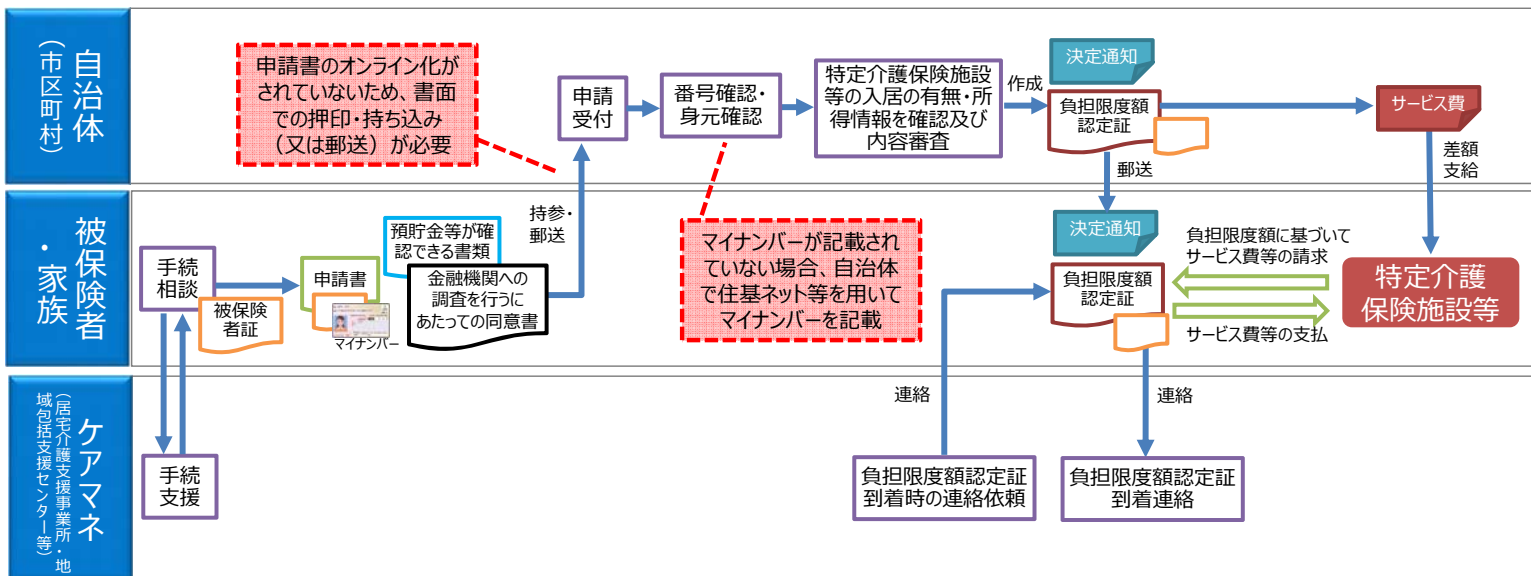 自治体
（市区町村）
申請書のオンライン化が
されていないため、書面
での押印・持ち込み
（又は郵送）が必要
申請
受付
番号確認・
身元確認
特定介護保険施設
等の入居の有無・所
得情報を確認及び
内容審査
作成
決定通知
負担限度額
認定証
サービス費
郵送
差額
支給
被保険者
・家族
手続
相談
被保険
者証
申請書
マイナンバー
預貯金等が確
認できる書類
金融機関への
調査を行うに
あたっての同意書
持参・
郵送
マイナンバーが記載され
ていない場合、自治体
で住基ネット等を用いて
マイナンバーを記載
決定通知
負担限度額
認定証
負担限度額に基づいて
サービス費等の請求
サービス費等の支払
特定介護
保険施設等
ケアマネ
（居宅介護支援事業所・地
域包括支援センター等）
手続
支援
連絡
負担限度額認定証
到着時の連絡依頼
連絡
負担限度額認定証
到着連絡